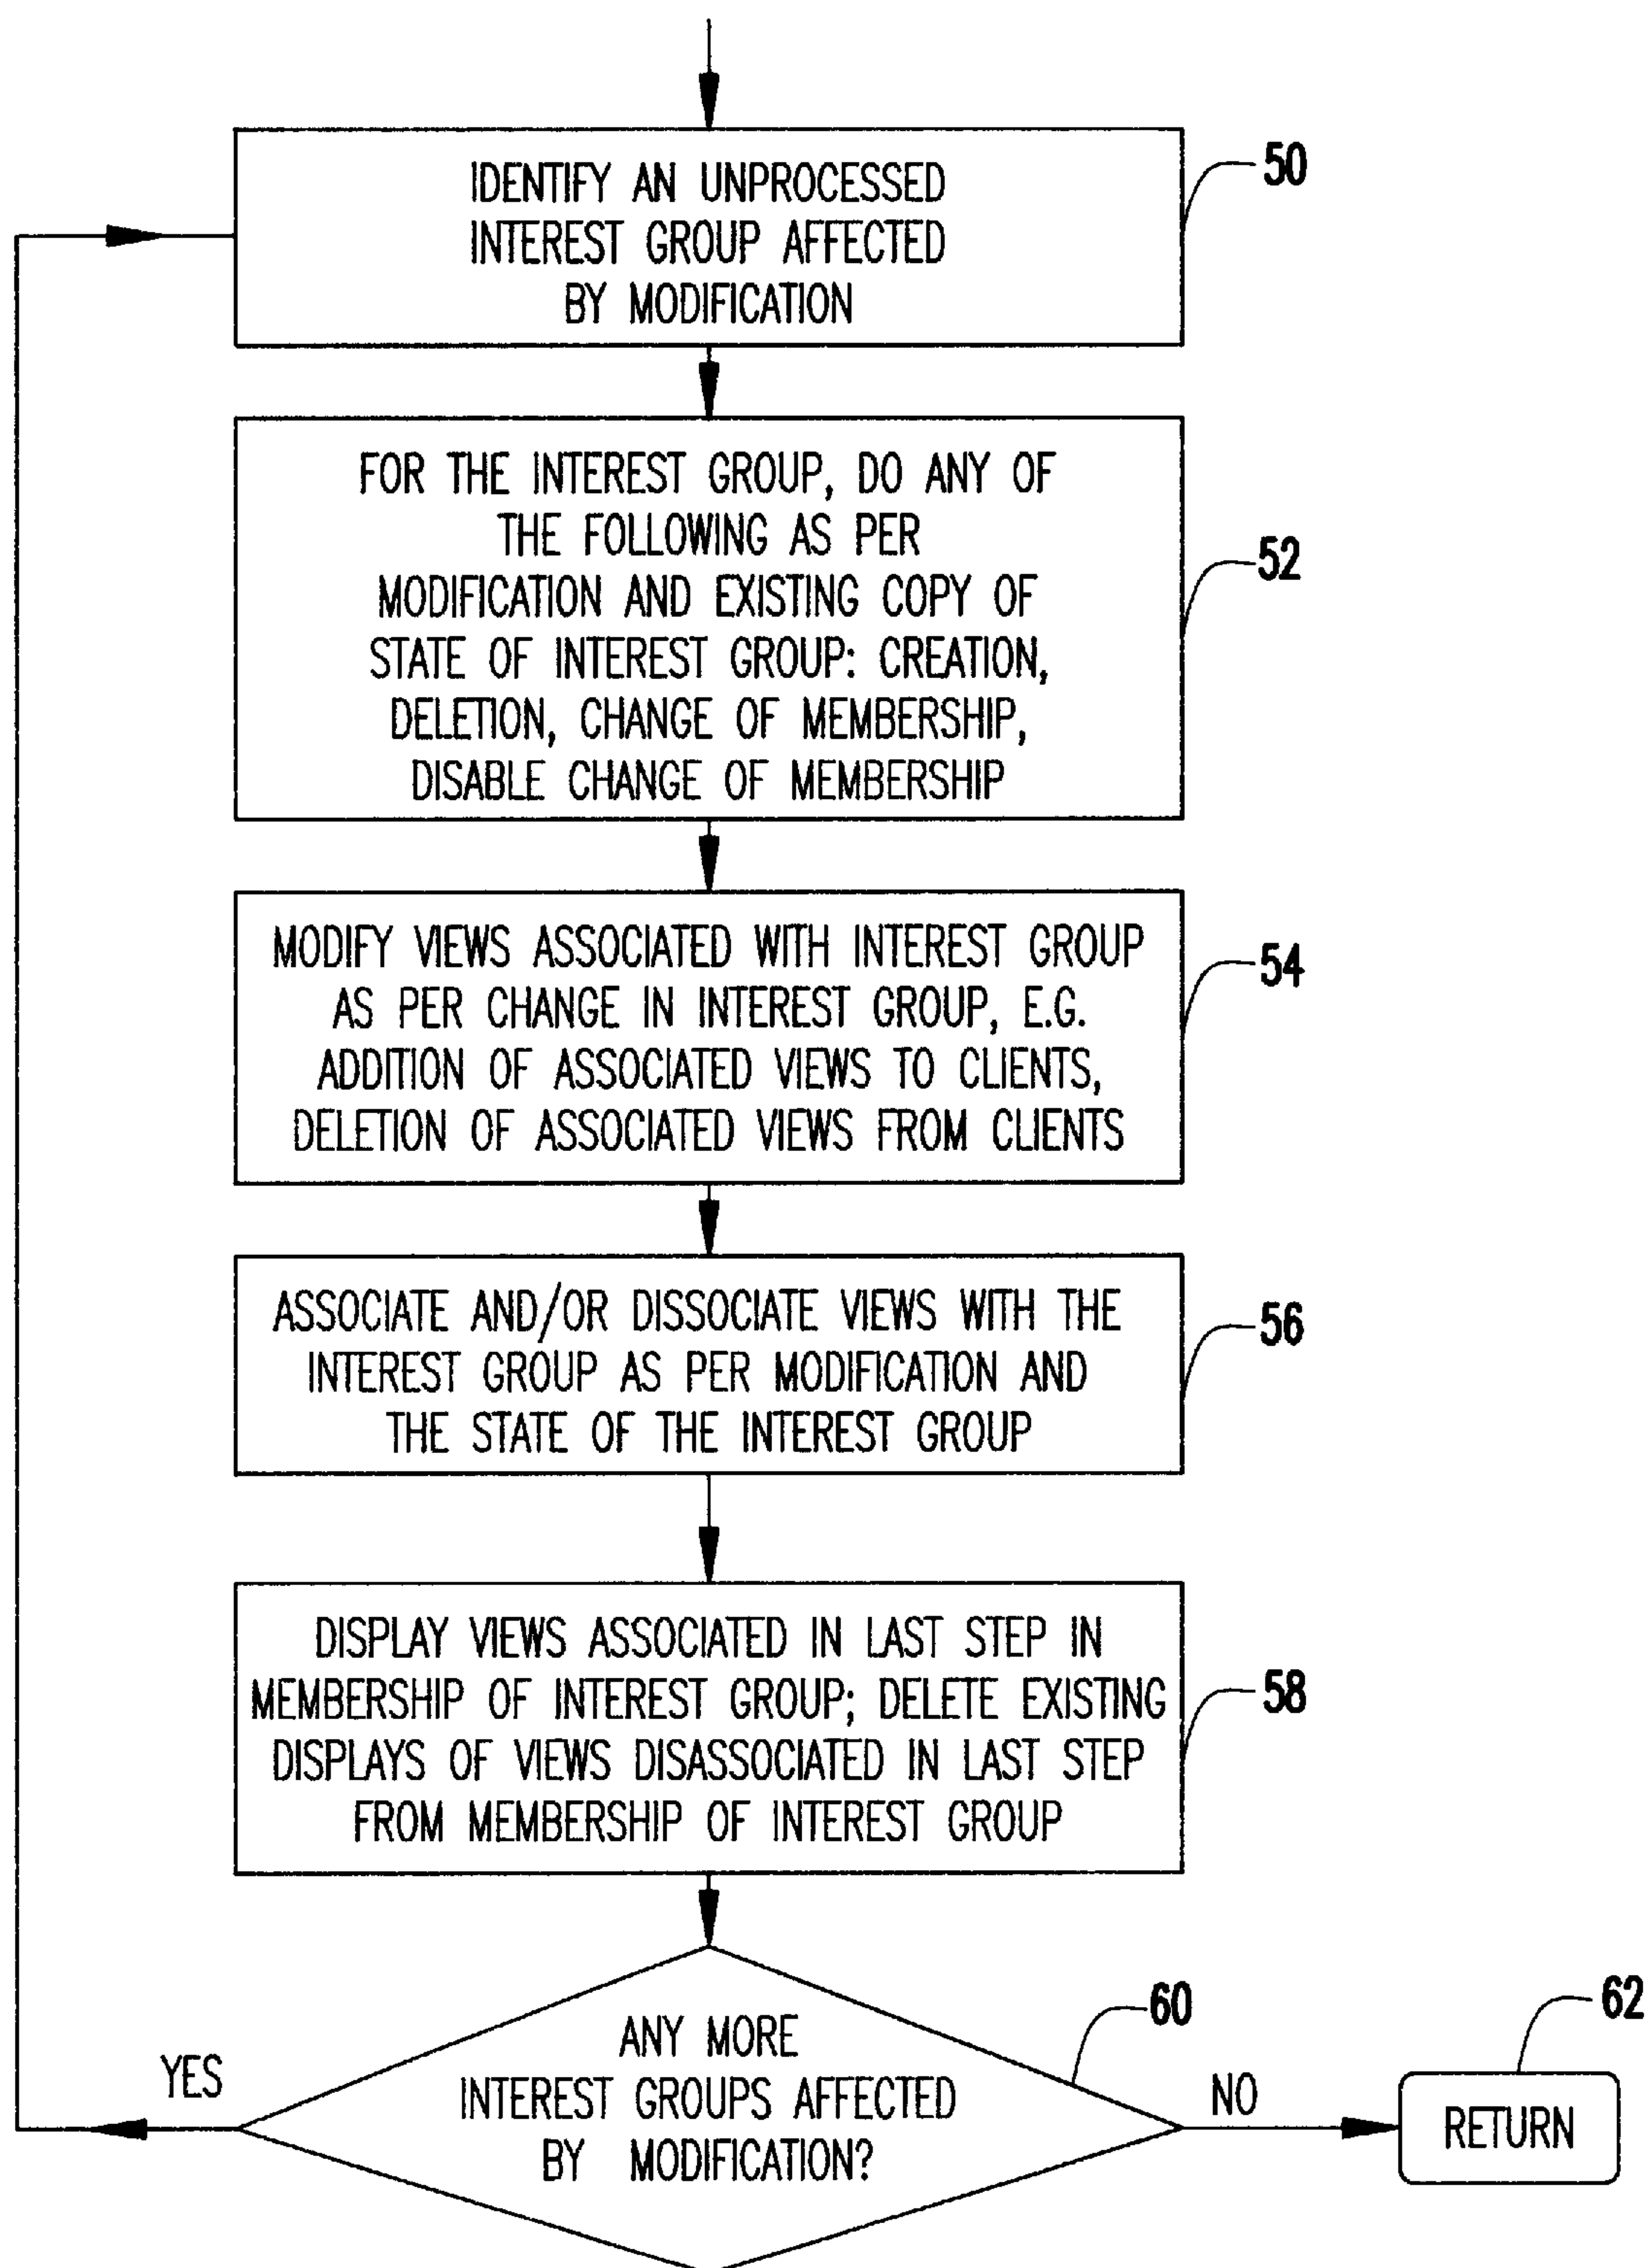 50
IDENTIFY AN UNPROCESSED
INTEREST GROUP AFFECTED
BY MODIFICATION
FOR THE INTEREST GROUP, DO ANY OF
THE FOLLOWING AS PER
52
MODIFICATION AND EXISTING COPY OF
STATE OF INTEREST GROUP: CREATION,
DELETION, CHANGE OF MEMBERSHIP,
DISABLE CHANGE OF MEMBERSHIP
MODIFY VIEWS ASSOCIATED WITH INTEREST GROUP
54
AS PER CHANGE IN INTEREST GROUP, E.G.
ADDITION OF ASSOCIATED VIEWS TO CLIENTS,
DELETION OF ASSOCIATED VIEWS FROM CLIENTS
ASSOCIATE AND/OR DISSOCIATE VIEWS WITH THE
56
INTEREST GROUP AS PER MODIFICATION AND
THE STATE OF THE INTEREST GROUP
DISPLAY VIEWS ASSOCIATED IN LAST STEP IN
MEMBERSHIP OF INTEREST GROUP; DELETE EXISTING
58
DISPLAYS OF VIEWS DISASSOCIATED IN LAST STEP
FROM MEMBERSHIP OF INTEREST GROUP
60
62
ANY MORE
INTEREST GROUPS AFFECTED
BY MODIFICATION?
YES
NO
RETURN